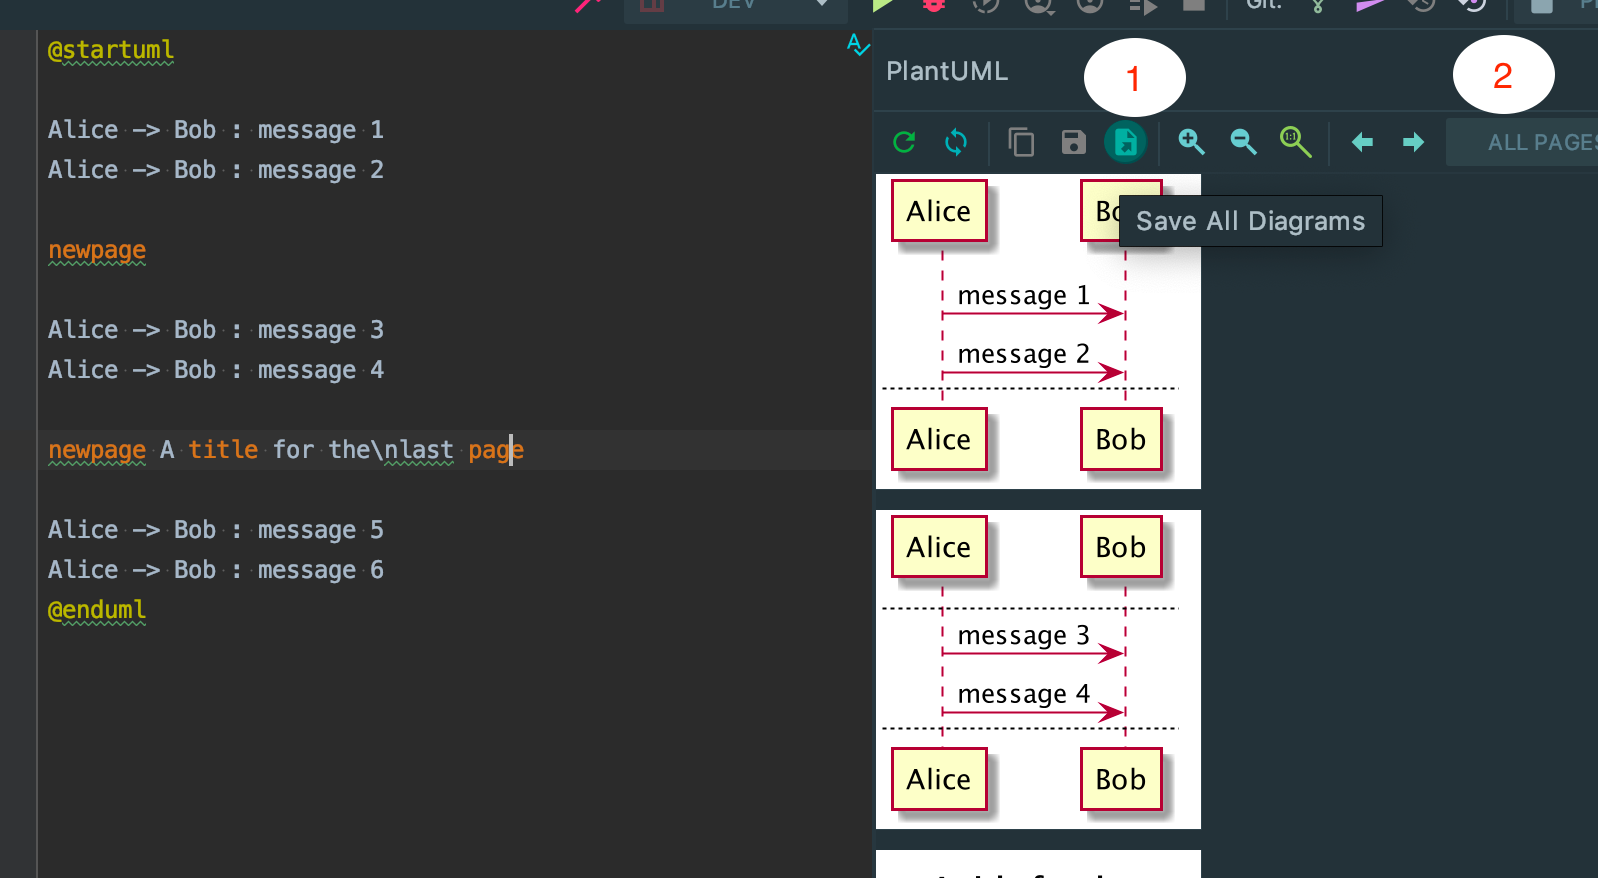 DEV
Git:
@startuml
Alice -> Bob : message 1
Alice -> Bob : message 2
newpage
Alice -> Bob : message 3
Alice -> Bob : message 4
newpage A title for the\nlast page
Alice -> Bob : message 5
Alice -> Bob : message 6
@enduml
PlantUML
1
2
1:1
ALL PAGES
Alice
Save All Diagrams
message 1
message 2
Alice Bob
Alice Bob
message 3
message 4
Alice Bob